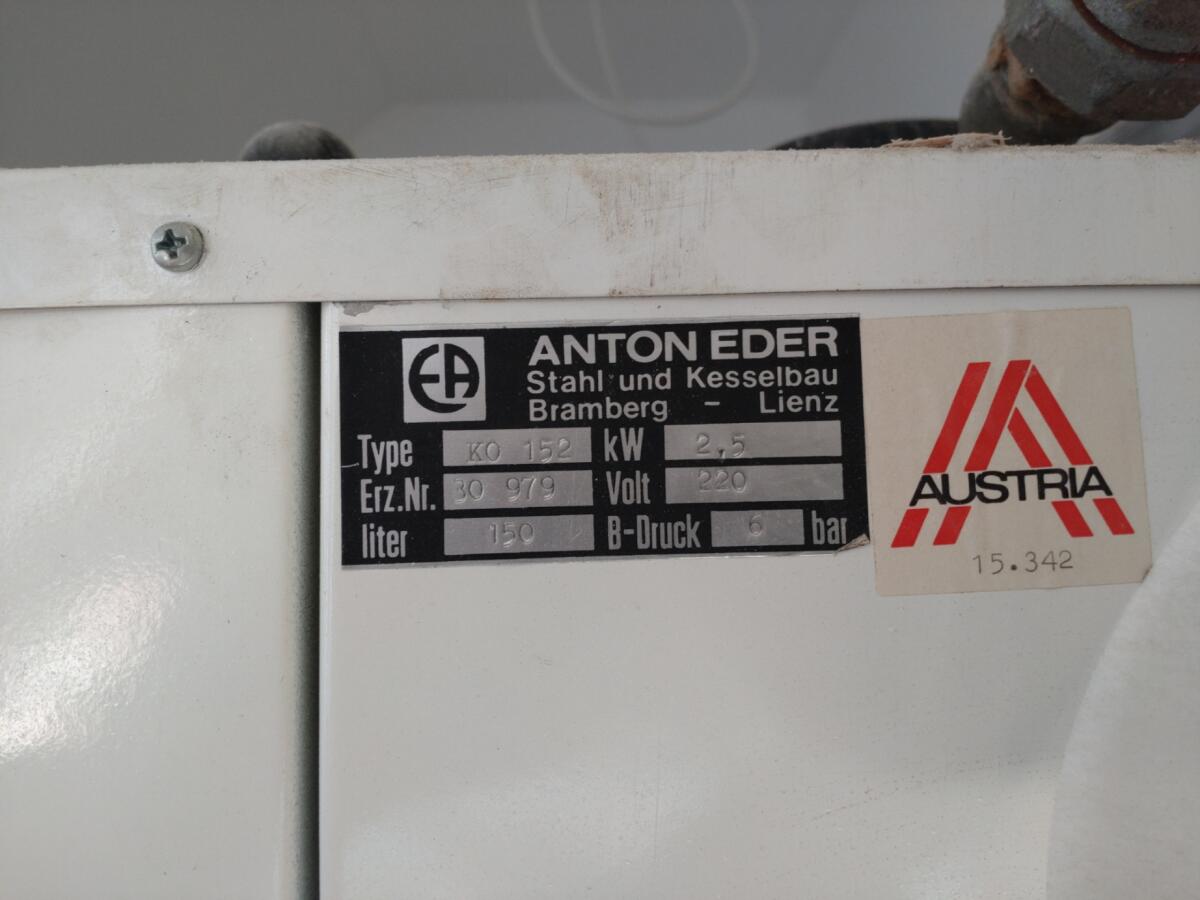 EA
ANTON EDER
Stahl und Kesselbau
Bramberg - Lienz
Type KO 152 kW 2,5
Erz.Nr. 30 979 Volt 220
liter 150 B-Druck 6 bar
AUSTRIA
15.342